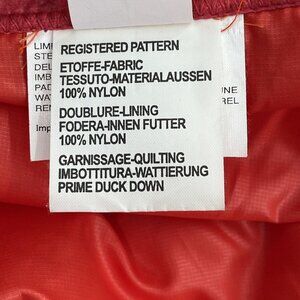 REGISTERED PATTERN
ETOFFE-FABRIC
TESSUTO-MATERIALAUSSEN
100% NYLON
DOUBLURE-LINING
FODERA-INNEN FUTTER
100% NYLON
GARNISSAGE-QUILTING
IMBOTTITURA-WATTIERUNG
PRIME DUCK DOWN